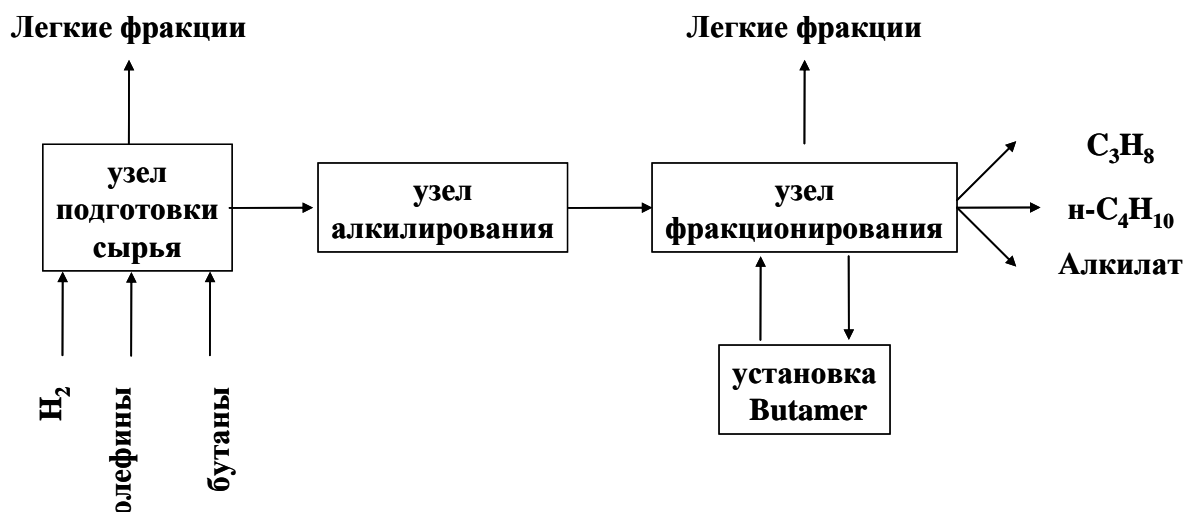 Легкие фракции
Легкие фракции
узел
подготовки
сырья
узел
алкилирования
узел
фракционирования
C₃H₈
н-C₄H₁₀
Алкилат
установка
Butamer
H₂
олефины
бутаны